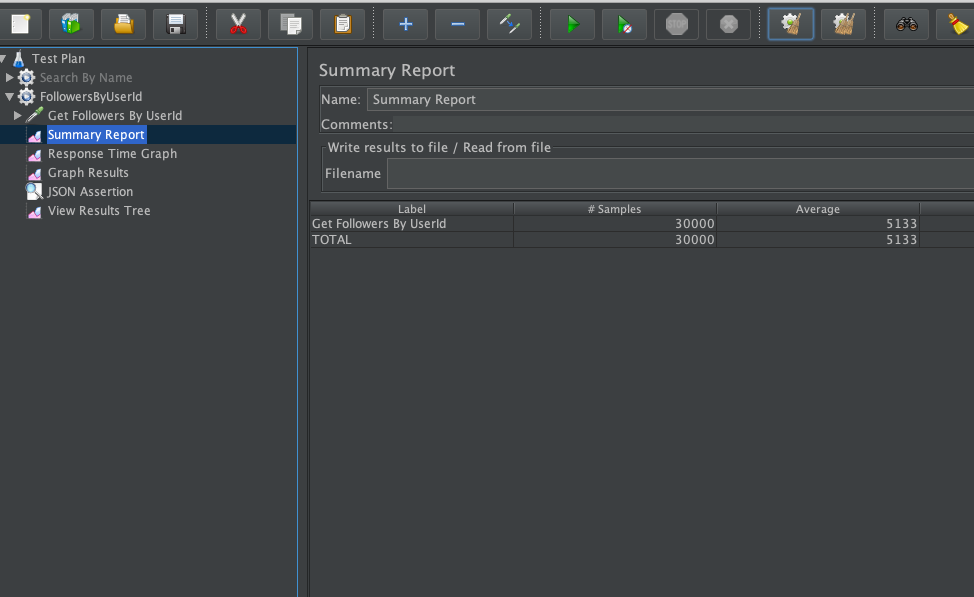 STOP
Test Plan
Search By Name
FollowersByUserId
Get Followers By UserId
Summary Report
Response Time Graph
Graph Results
JSON Assertion
View Results Tree
Summary Report
Name: Summary Report
Comments:
Write results to file / Read from file
Filename
Label # Samples Average
Get Followers By UserId 30000 5133
TOTAL 30000 5133